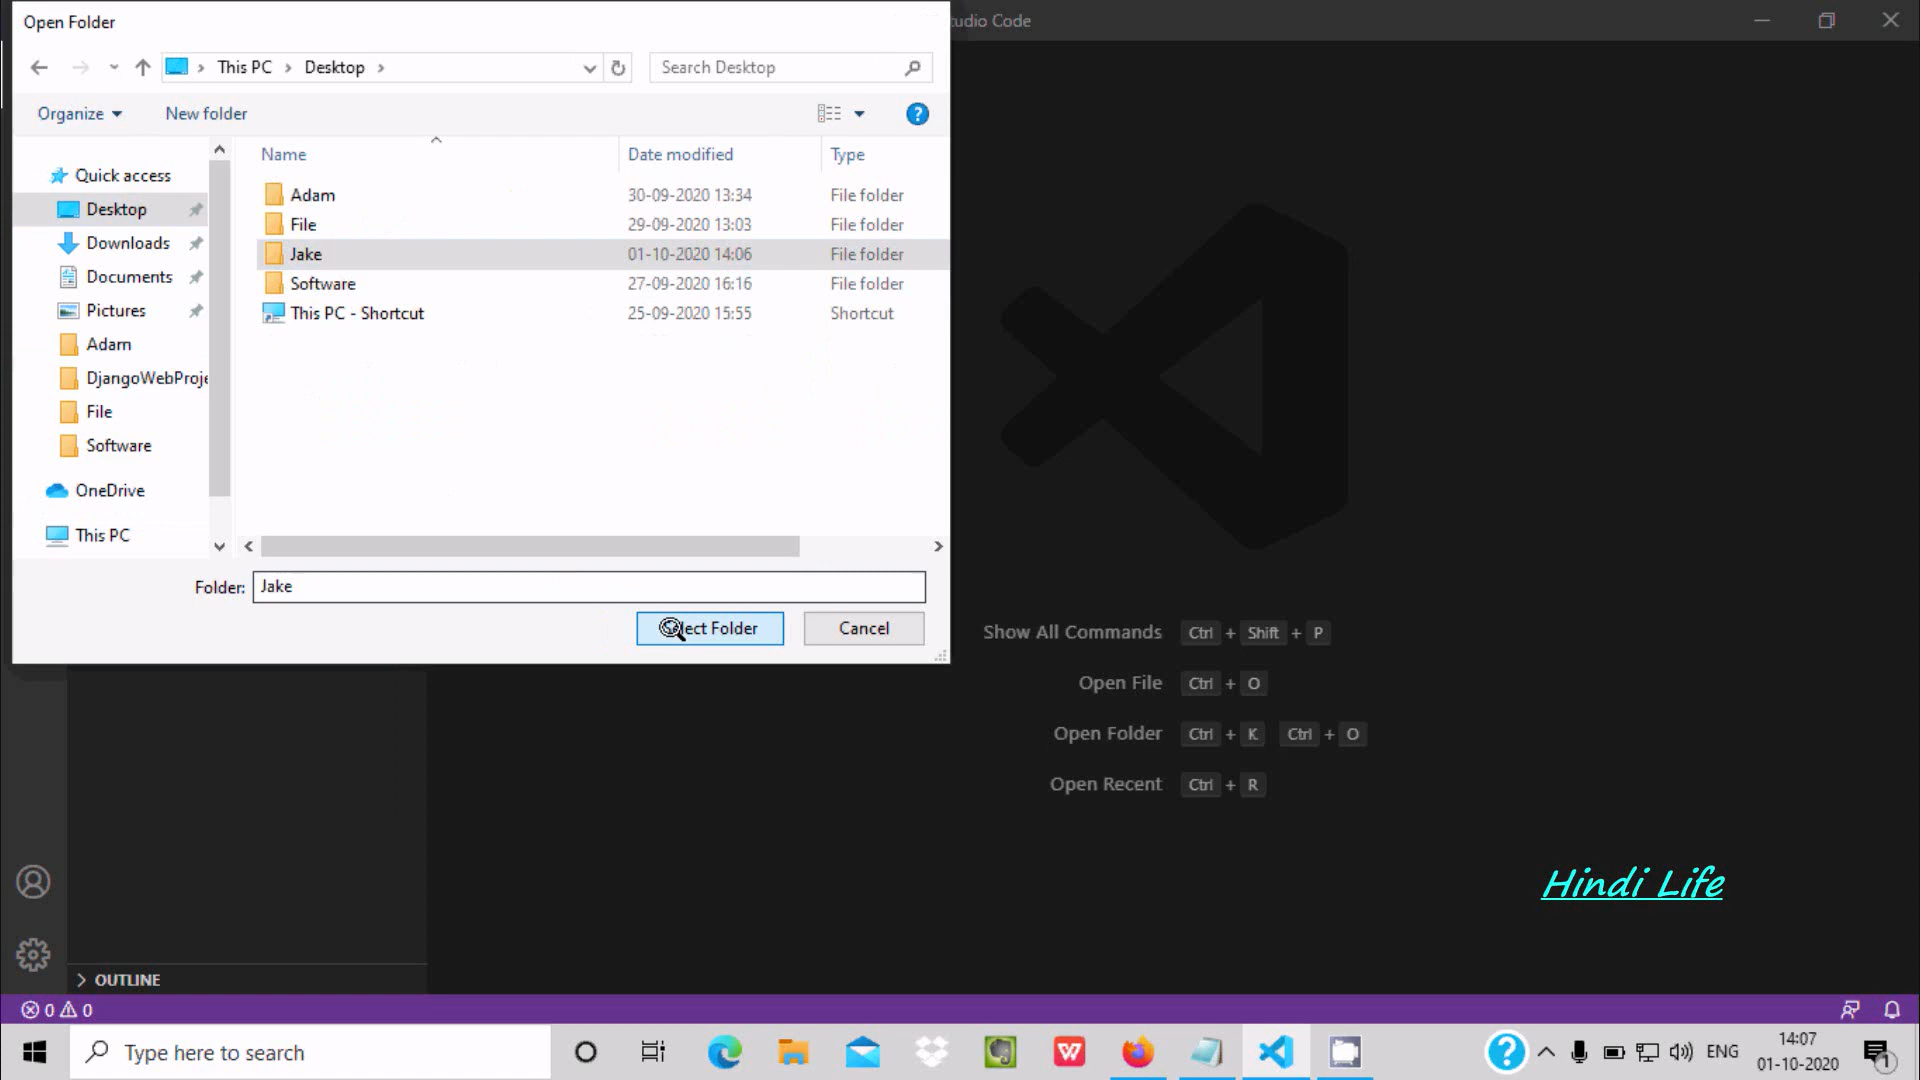 Open Folder
tudio Code
This PC
Desktop
Search Desktop
Organize
New folder
Name
Date modified
Type
Quick access
Desktop
Downloads
Documents
Pictures
Adam
DjangoWebProje
File
Software
OneDrive
This PC
Adam 30-09-2020 13:34 File folder
File 29-09-2020 13:03 File folder
Jake 01-10-2020 14:06 File folder
Software 27-09-2020 16:16 File folder
This PC - Shortcut 25-09-2020 15:55 Shortcut
Folder: Jake
lect Folder
Cancel
Show All Commands Ctrl + Shift + P
Open File Ctrl + O
Open Folder Ctrl + K Ctrl + O
Open Recent Ctrl + R
Hindi Life
OUTLINE
0 0
Type here to search
ENG
14:07
01-10-2020
1